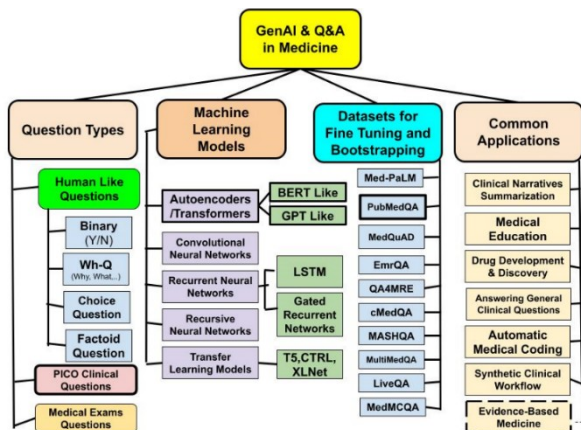 GenAI & Q&A
in Medicine
Question Types
Human Like
Questions
Binary
(Y/N)
Wh-Q
(Why, What,..)
Choice
Question
Factoid
Question
PICO Clinical
Questions
Medical Exams
Questions
Machine
Learning
Models
Autoencoders
/Transformers
BERT Like
GPT Like
Convolutional
Neural Networks
Recurrent Neural
Networks
LSTM
Gated
Recurrent
Networks
Recursive
Neural Networks
Transfer
Learning Models
T5,CTRL,
XLNet
Datasets for
Fine Tuning and
Bootstrapping
Med-PaLM
PubMedQA
MedQuAD
EmrQA
QA4MRE
cMedQA
MASHQA
MultiMedQA
LiveQA
MedMCQA
Common
Applications
Clinical Narratives
Summarization
Medical
Education
Drug Development
& Discovery
Answering General
Clinical Questions
Automatic
Medical Coding
Synthetic Clinical
Workflow
Evidence-Based
Medicine